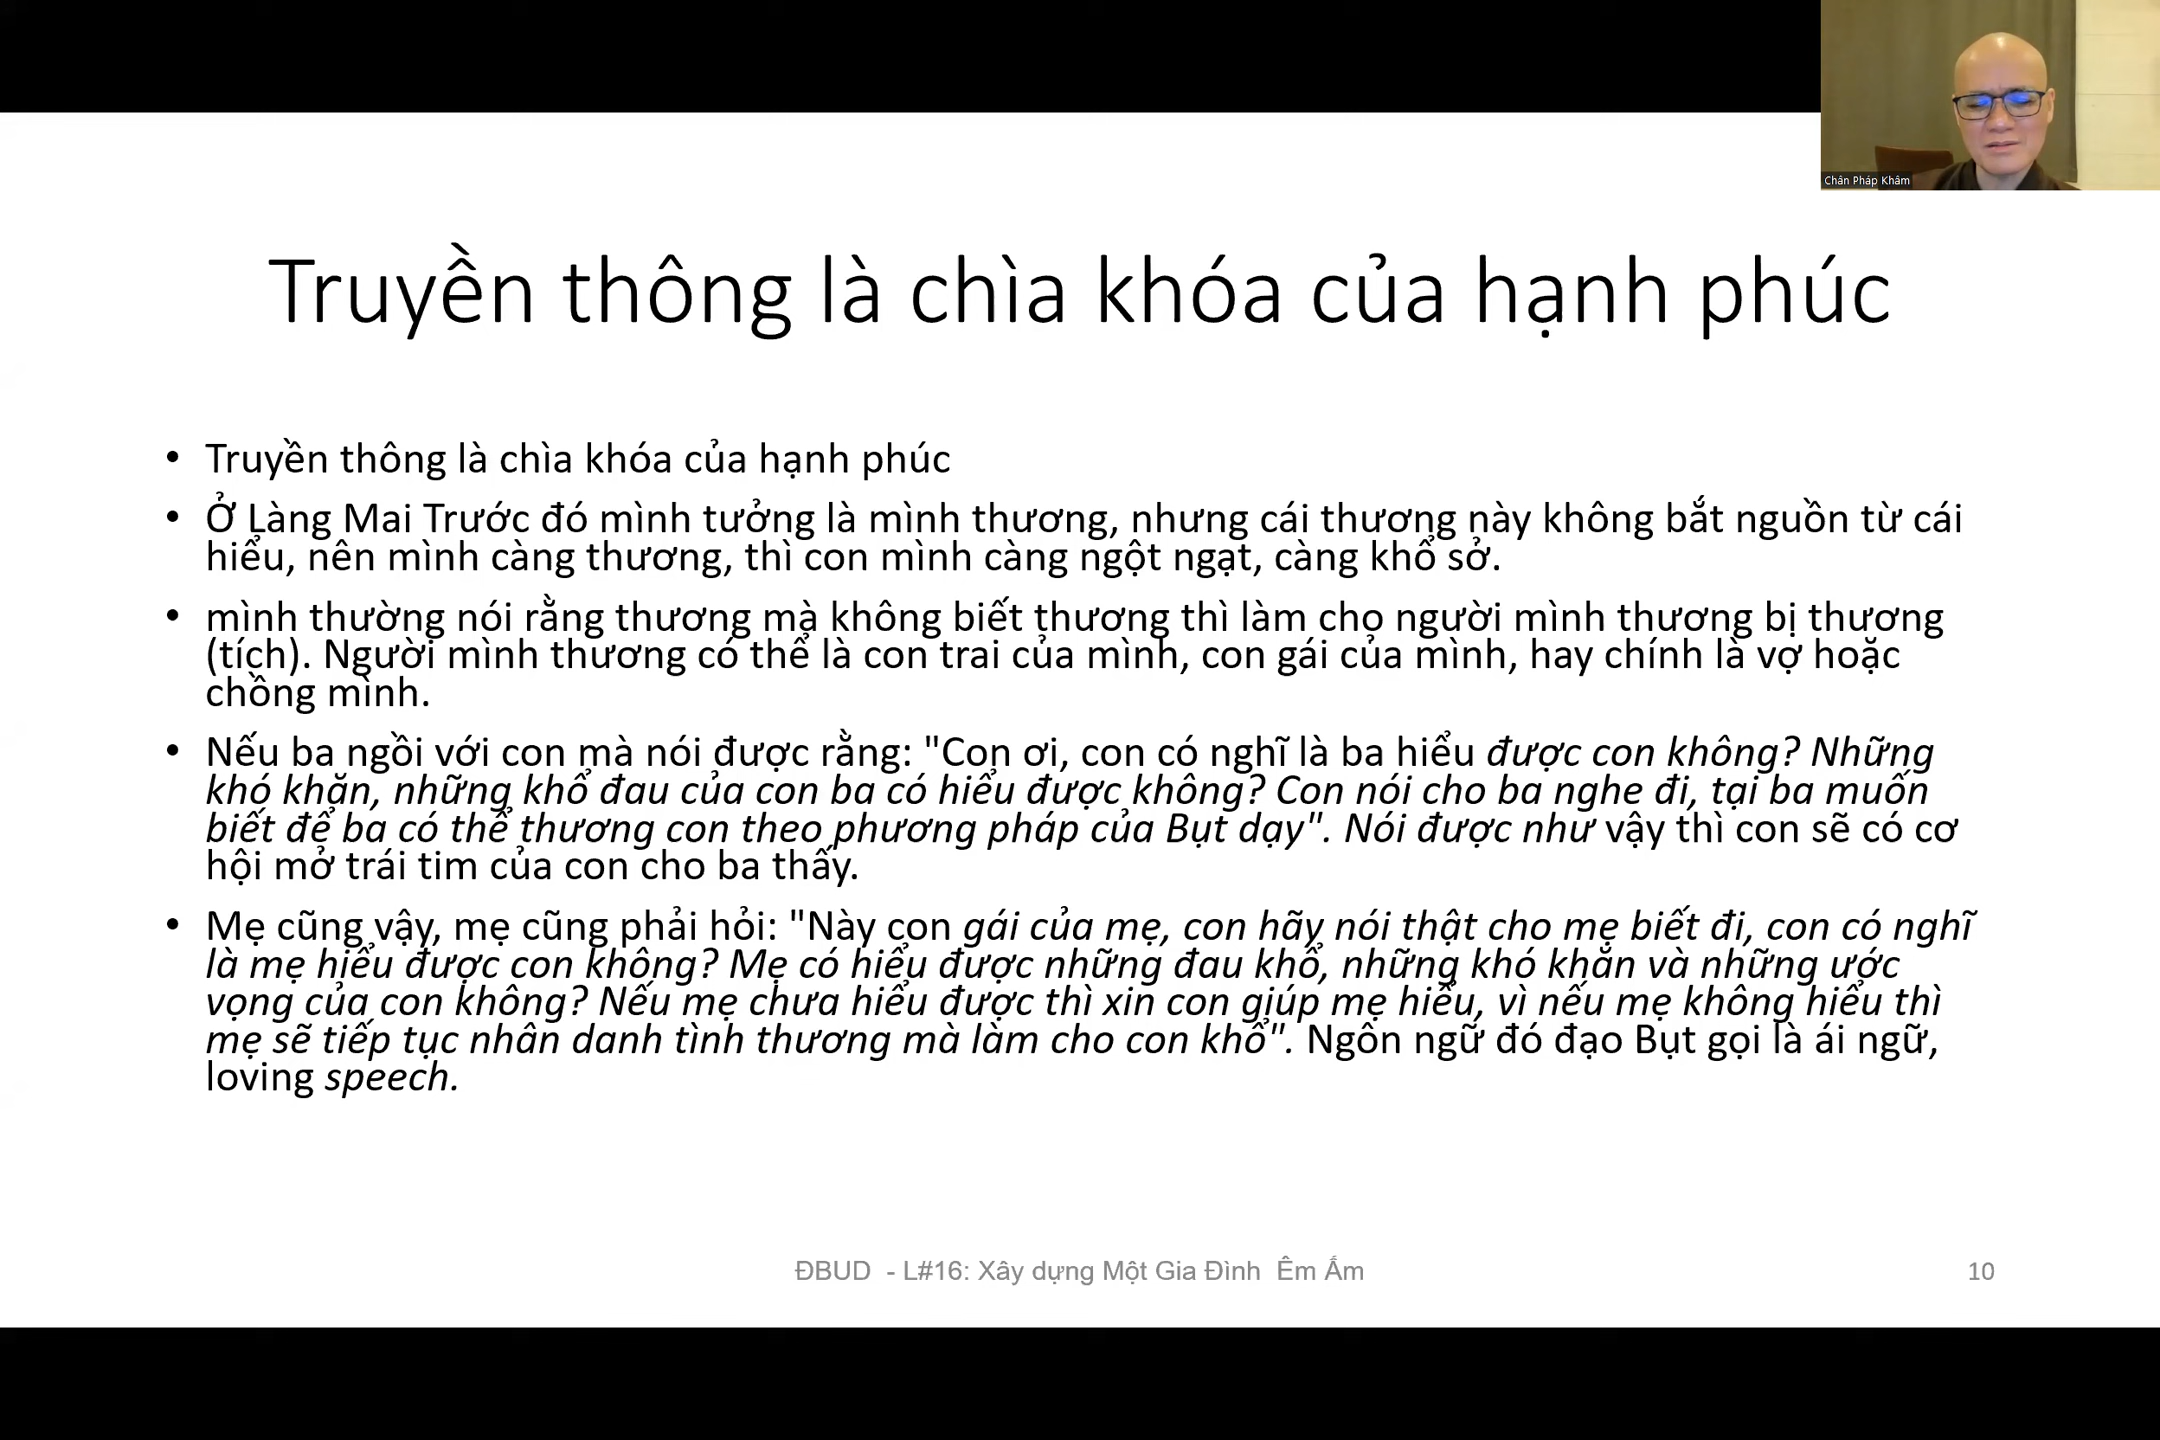 Chân Pháp Khâm
Truyền thông là chìa khóa của hạnh phúc
• Truyền thông là chìa khóa của hạnh phúc
• Ở Làng Mai Trước đó mình tưởng là mình thương, nhưng cái thương này không bắt nguồn từ cái
hiểu, nên mình càng thương, thì con mình càng ngột ngạt, càng khổ sở.
• mình thường nói rằng thương mà không biết thương thì làm cho người mình thương bị thương
(tích). Người mình thương có thể là con trai của mình, con gái của mình, hay chính là vợ hoặc
chồng mình.
• Nếu ba ngồi với con mà nói được rằng: "Con ơi, con có nghĩ là ba hiểu được con không? Những
khó khăn, những khổ đau của con ba có hiểu được không? Con nói cho ba nghe đi, tại ba muốn
biết để ba có thể thương con theo phương pháp của Bụt dạy". Nói được như vậy thì con sẽ có cơ
hội mở trái tim của con cho ba thấy.
• Mẹ cũng vậy, mẹ cũng phải hỏi: "Này con gái của mẹ, con hãy nói thật cho mẹ biết đi, con có nghĩ
là mẹ hiểu được con không? Mẹ có hiểu được những đau khổ, những khó khăn và những ước
vọng của con không? Nếu mẹ chưa hiểu được thì xin con giúp mẹ hiểu, vì nếu mẹ không hiểu thì
mẹ sẽ tiếp tục nhân danh tình thương mà làm cho con khổ". Ngôn ngữ đó đạo Bụt gọi là ái ngữ,
loving speech.
ĐBUD - L#16: Xây dựng Một Gia Đình Êm Ấm
10